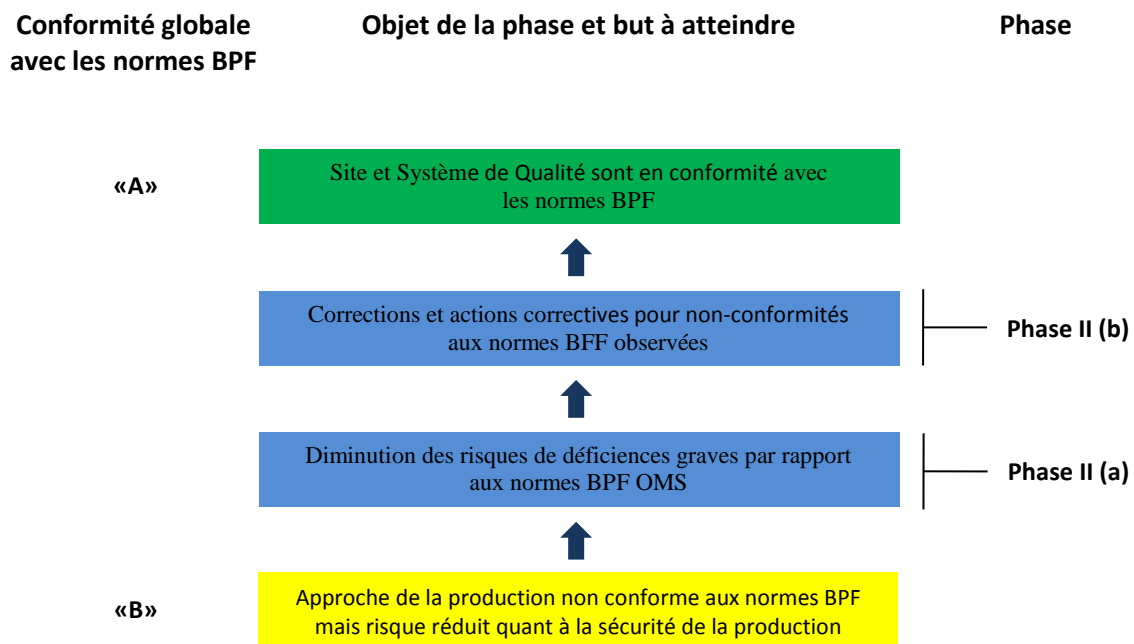 Conformité globale
avec les normes BPF
Objet de la phase et but à atteindre
Phase
«A»
Site et Système de Qualité sont en conformité avec
les normes BPF
Corrections et actions correctives pour non-conformités
aux normes BFF observées
Phase II (b)
Diminution des risques de déficiences graves par rapport
aux normes BPF OMS
Phase II (a)
«B»
Approche de la production non conforme aux normes BPF
mais risque réduit quant à la sécurité de la production